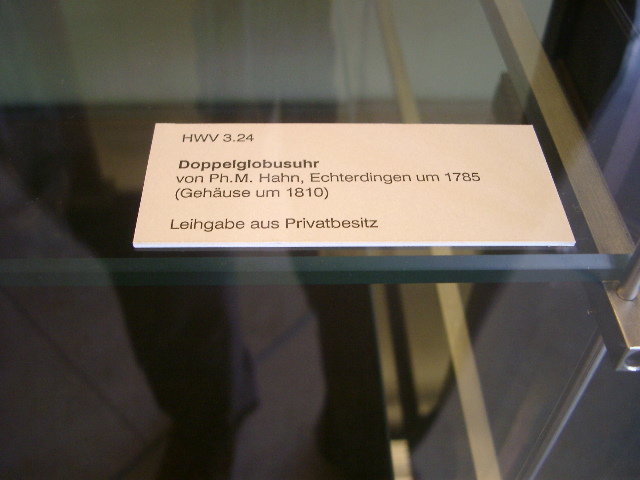 HWV 3.24
Doppelglobusuhr
von Ph.M. Hahn, Echterdingen um 1785
(Gehäuse um 1810)
Leihgabe aus Privatbesitz